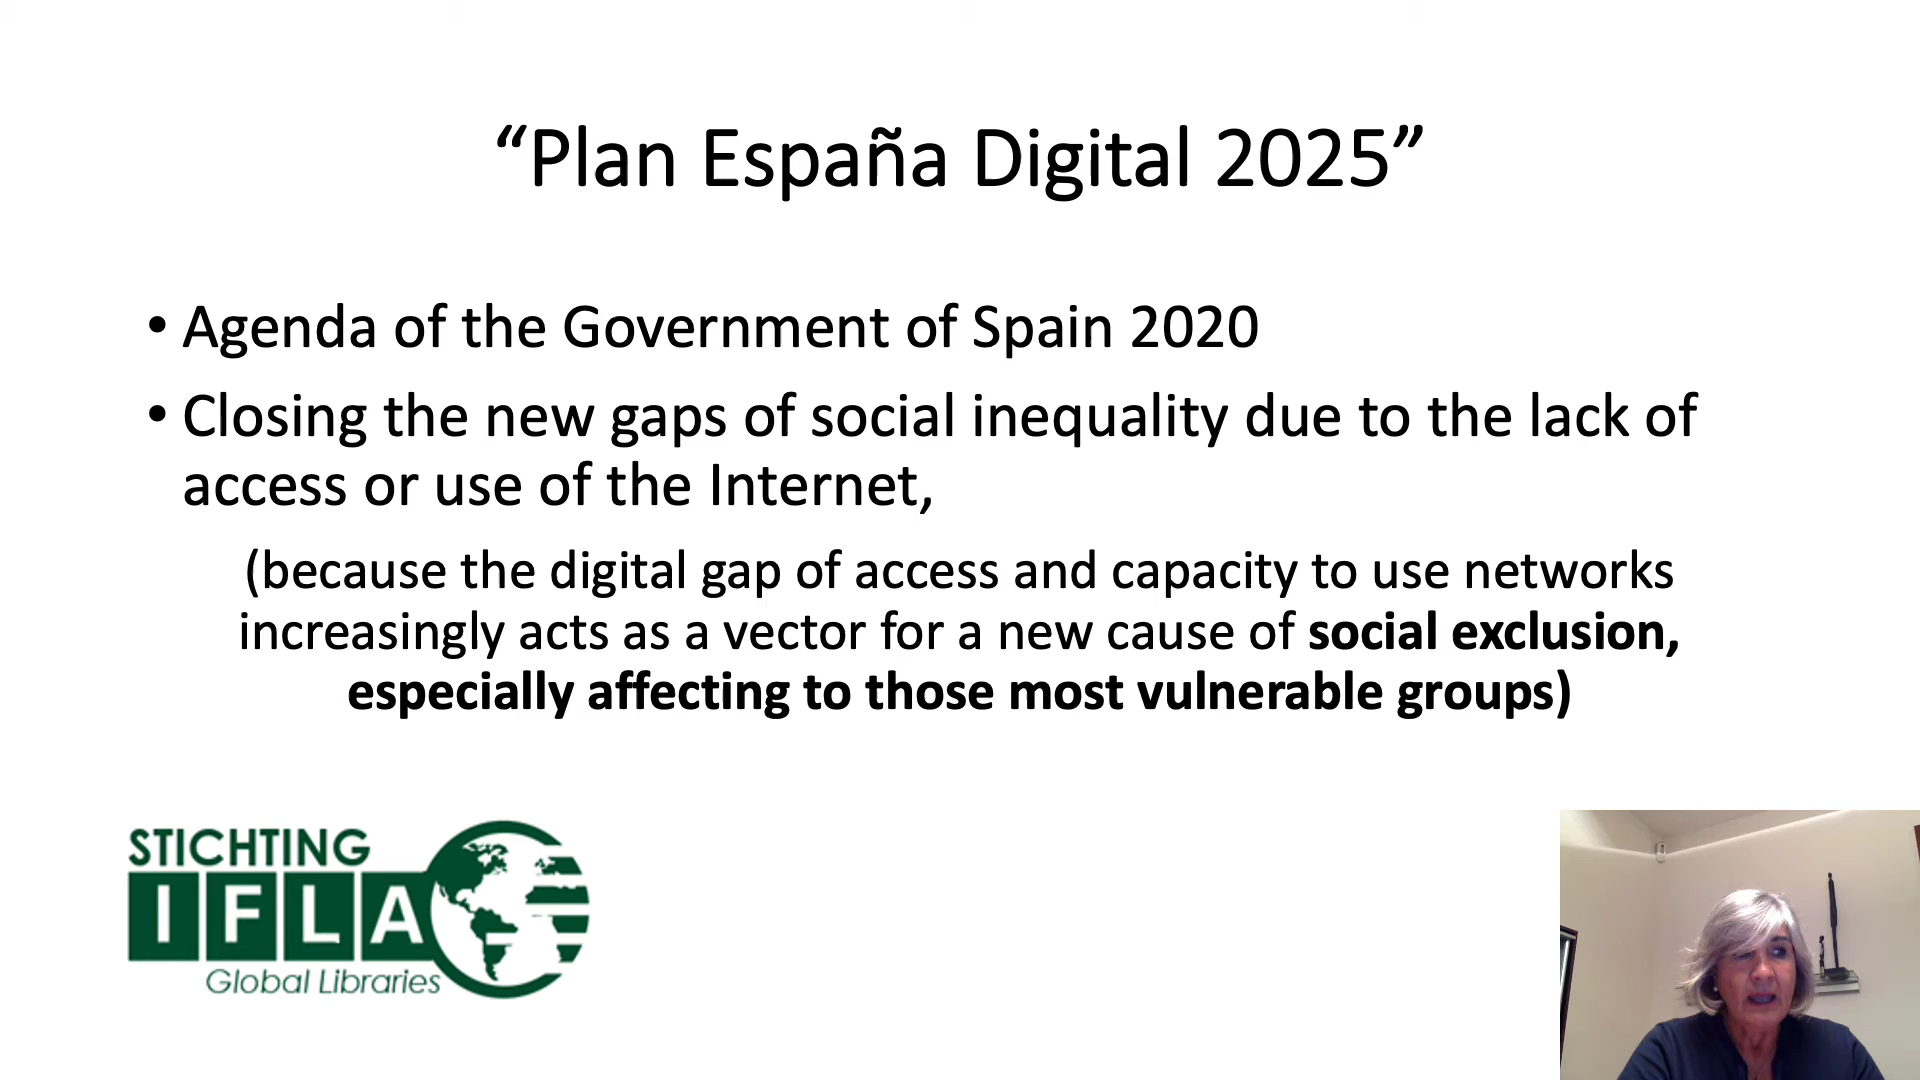 “Plan España Digital 2025”
• Agenda of the Government of Spain 2020
• Closing the new gaps of social inequality due to the lack of
access or use of the Internet,
(because the digital gap of access and capacity to use networks
increasingly acts as a vector for a new cause of social exclusion,
especially affecting to those most vulnerable groups)
STICHTING
IFLA
Global Libraries